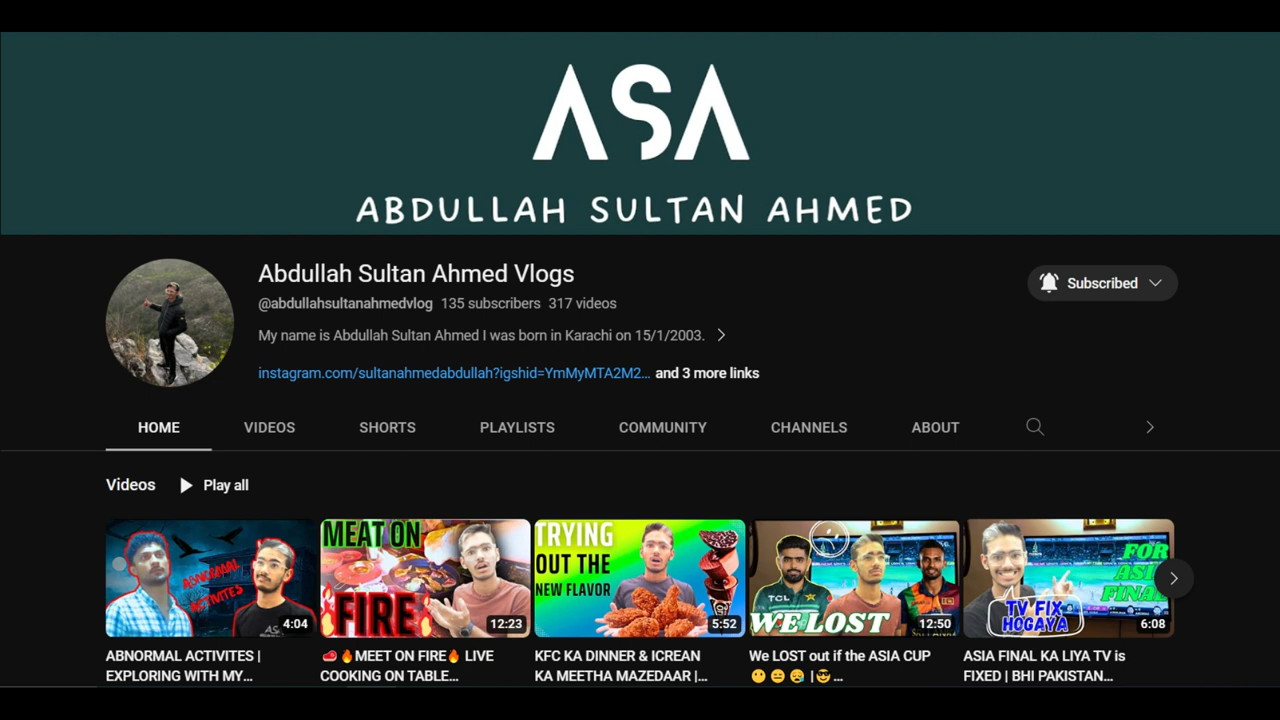 ASA
ABDULLAH SULTAN AHMED
Abdullah Sultan Ahmed Vlogs
@abdullahsultanahmedvlog 135 subscribers 317 videos
My name is Abdullah Sultan Ahmed I was born in Karachi on 15/1/2003.
instagram.com/sultanahmedabdullah?igshid=YmMyMTA2M2... and 3 more links
Subscribed
HOME VIDEOS SHORTS PLAYLISTS COMMUNITY CHANNELS ABOUT
Videos Play all
ABNORMAL
ACTIVITES
4:04
MEAT ON
FIRE
12:23
TRYING
OUT THE
NEW FLAVOR
5:52
TCL
WE LOST
12:50
FOR
ASIA
FINAL
TV FIX
HOGAYA
6:08
ABNORMAL ACTIVITES |
EXPLORING WITH MY...
🥩🔥MEET ON FIRE🔥 LIVE
COOKING ON TABLE...
KFC KA DINNER & ICREAN
KA MEETHA MAZEDAAR |...
We LOST out if the ASIA CUP
😶😑😪 |😎...
ASIA FINAL KA LIYA TV is
FIXED | BHI PAKISTAN...